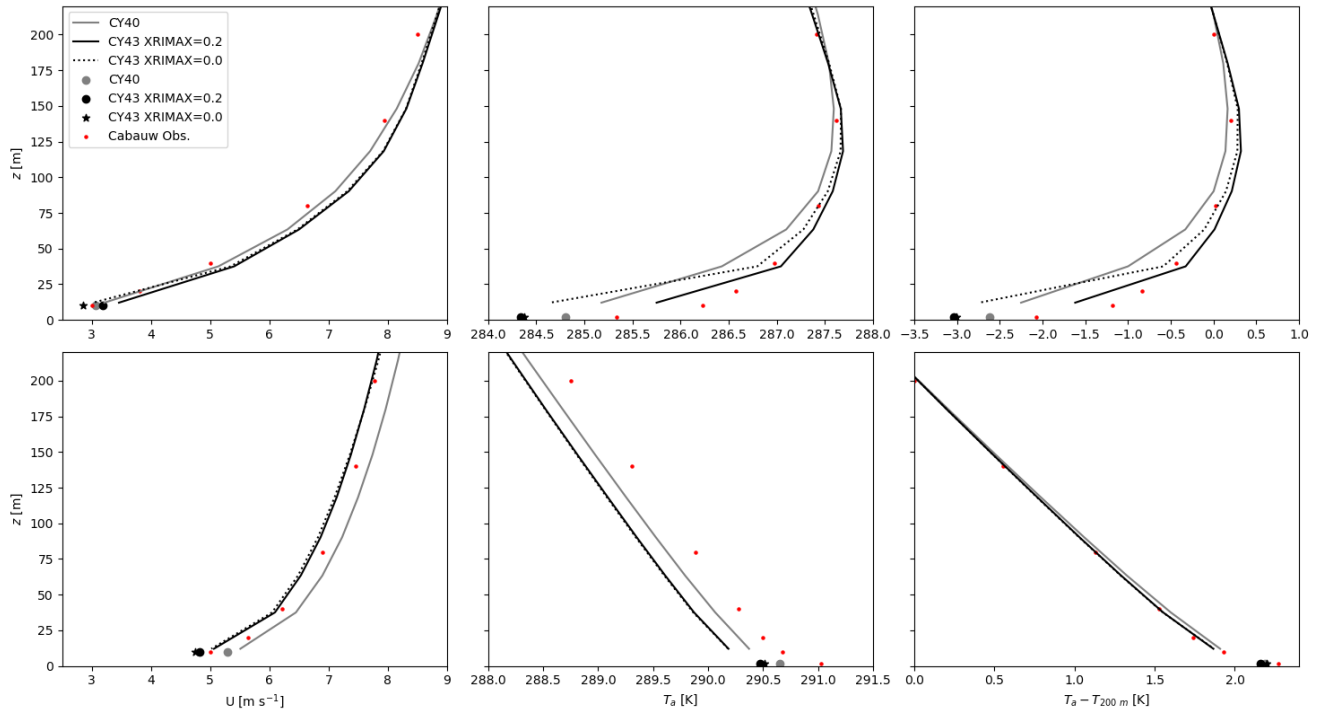 CY40
CY43 XRIMAX=0.2
CY43 XRIMAX=0.0
CY40
CY43 XRIMAX=0.2
CY43 XRIMAX=0.0
Cabauw Obs.
z [m]
200
175
150
125
100
75
50
25
0
3 4 5 6 7 8 9
284.0 284.5 285.0 285.5 286.0 286.5 287.0 287.5 288.0
−3.5 −3.0 −2.5 −2.0 −1.5 −1.0 −0.5 0.0 0.5 1.0
z [m]
200
175
150
125
100
75
50
25
0
3 4 5 6 7 8 9
288.0 288.5 289.0 289.5 290.0 290.5 291.0 291.5
0.0 0.5 1.0 1.5 2.0
U [m s⁻¹]
Tₐ [K]
Tₐ − T₂₀₀ ₘ [K]